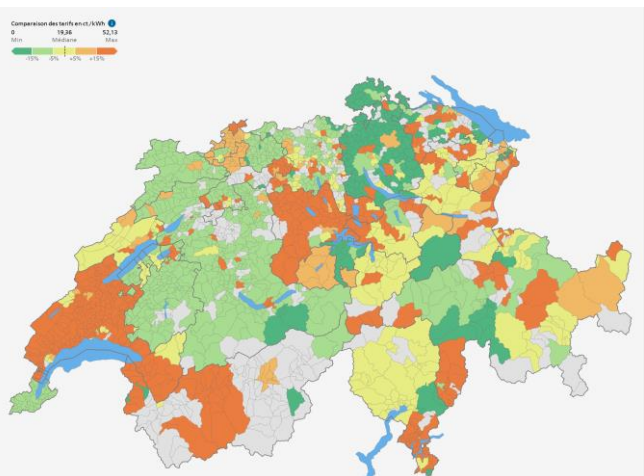 Comparaison des tarifs en ct./kWh i
0 19,36 52,13
Min Médiane Max
-15% -5% +5% +15%